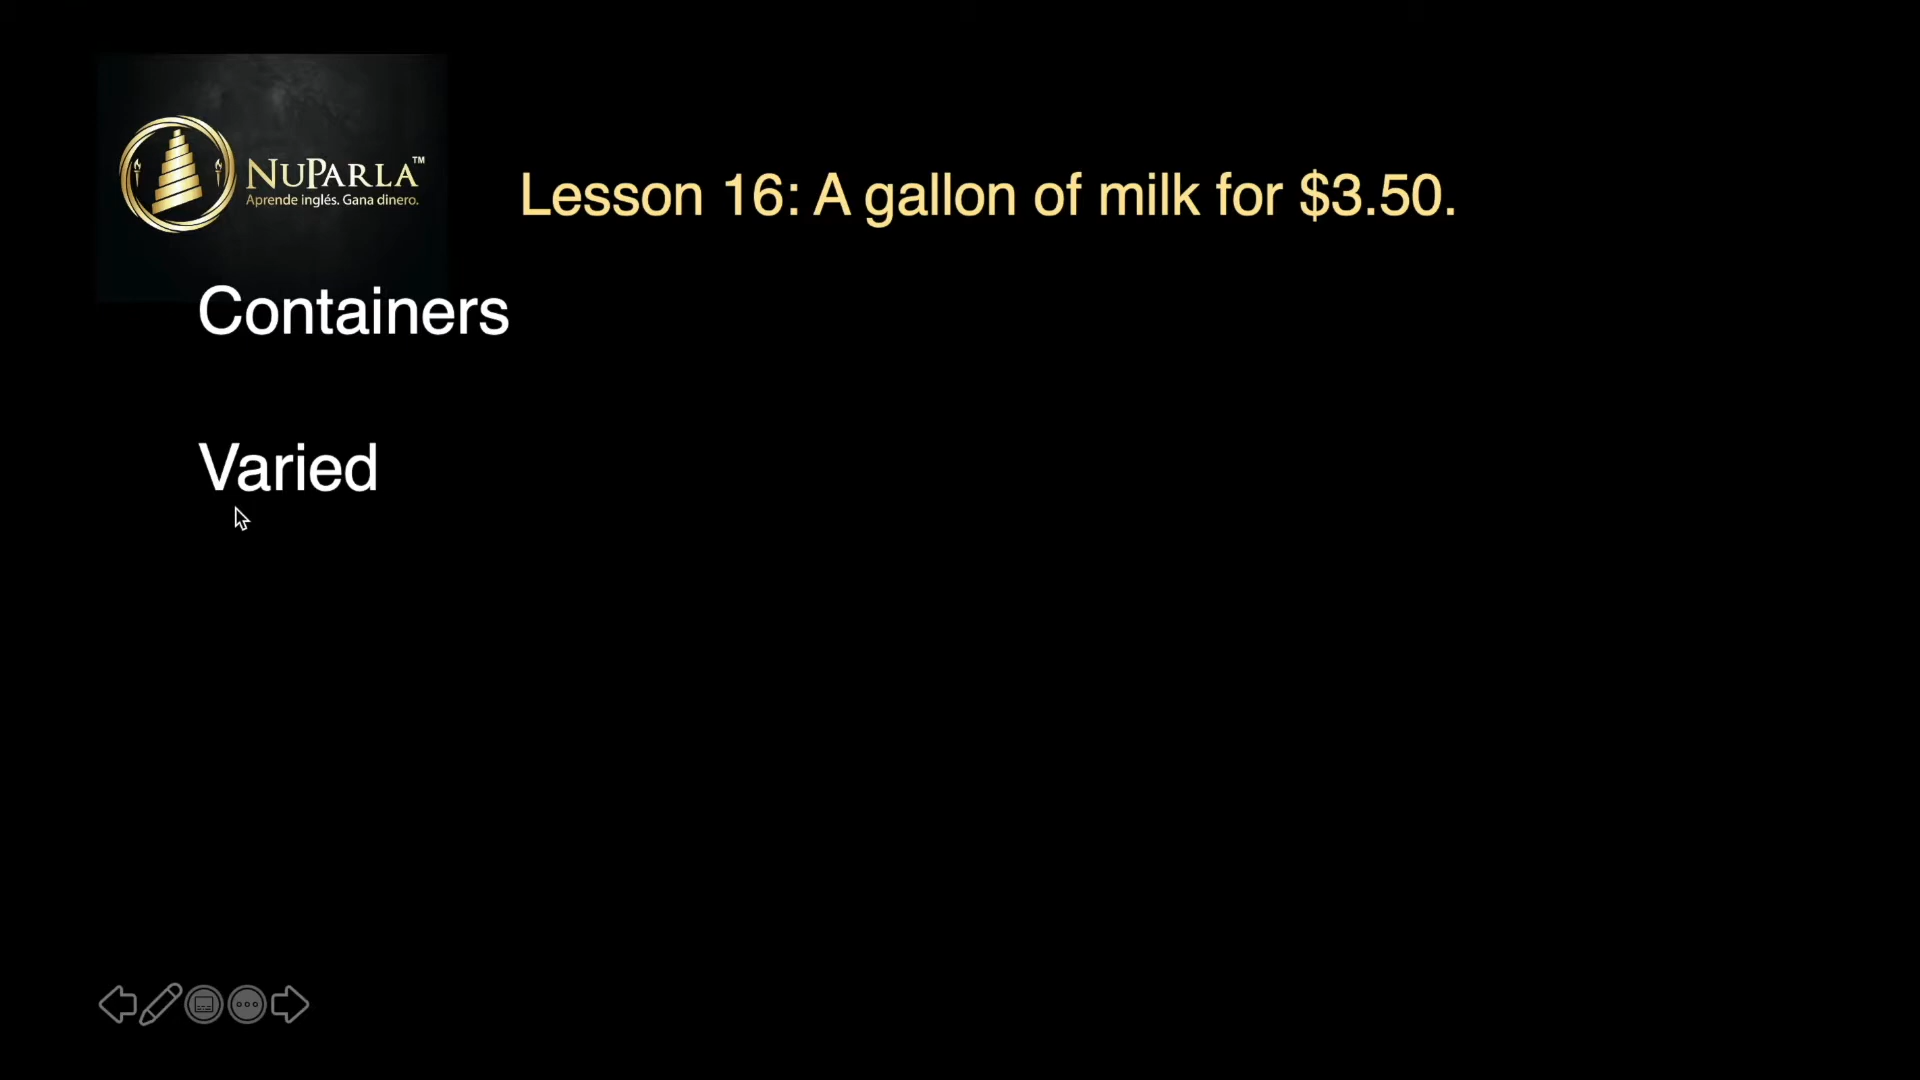 NuParla™
Aprende inglés. Gana dinero.
Lesson 16: A gallon of milk for $3.50.
Containers
Varied